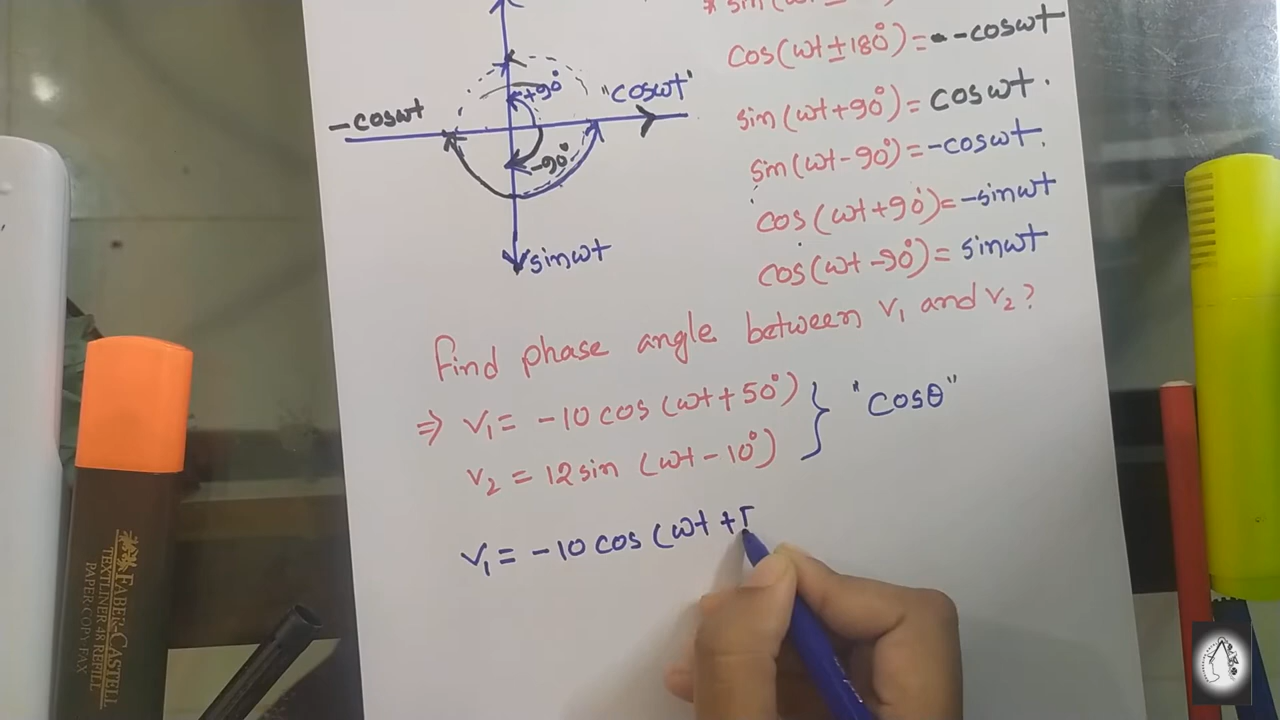 cos(ωt±180°)= -cosωt
+90°
"cosωt"
-cosωt
sin(ωt+90°)= cosωt.
-90°
sin(ωt-90°)=-cosωt.
cos(ωt+90°)=-sinωt
sinωt
cos(ωt-90°)= sinωt
find phase angle between v₁ and v₂?
⇒ v₁= -10 cos (ωt+50°) } "cosθ"
v₂ = 12 sin (ωt-10°)
v₁= -10 cos (ωt +
FABER-CASTELL
TEXTLINER 48 REFILL
PAPER·COPY·FAX